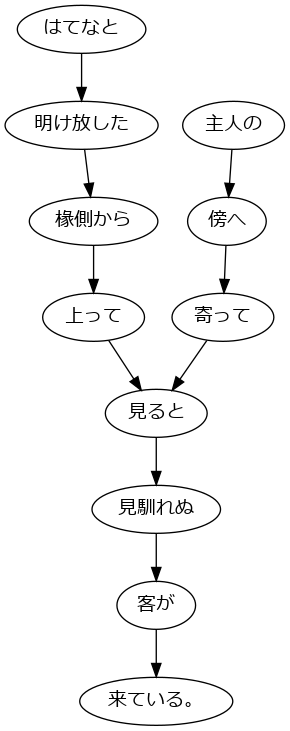 はてなと
明け放した
主人の
椽側から
傍へ
上って
寄って
見ると
見馴れぬ
客が
来ている。